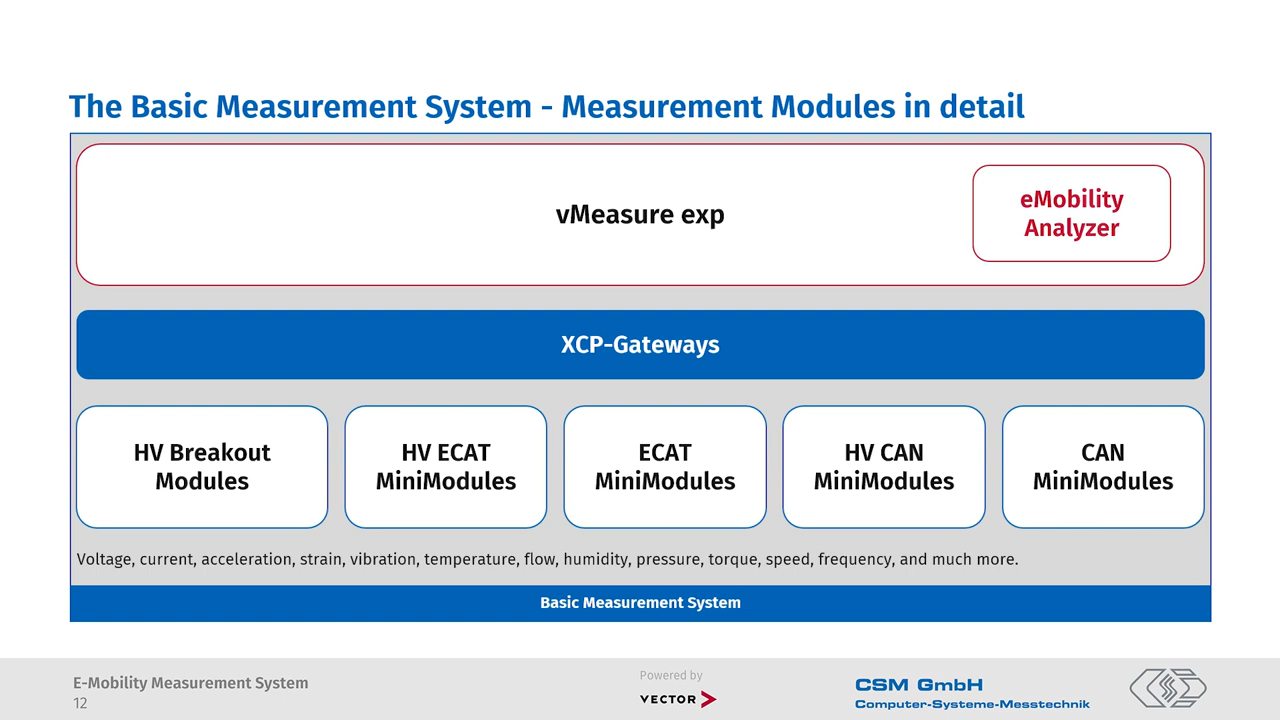 The Basic Measurement System - Measurement Modules in detail
vMeasure exp
eMobility
Analyzer
XCP-Gateways
HV Breakout
Modules
HV ECAT
MiniModules
ECAT
MiniModules
HV CAN
MiniModules
CAN
MiniModules
Voltage, current, acceleration, strain, vibration, temperature, flow, humidity, pressure, torque, speed, frequency, and much more.
Basic Measurement System
E-Mobility Measurement System
12
Powered by
VECTOR
CSM GmbH
Computer-Systeme-Messtechnik